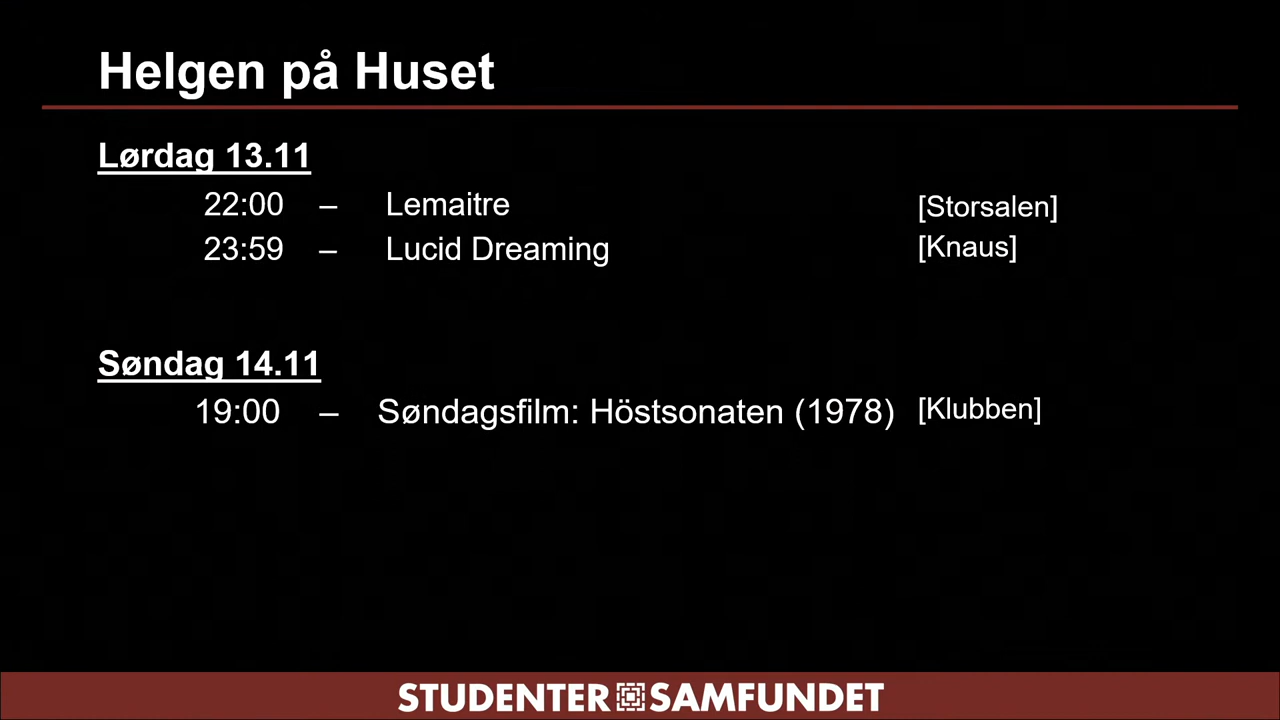 Helgen på Huset
Lørdag 13.11
22:00 – Lemaitre [Storsalen]
23:59 – Lucid Dreaming [Knaus]
Søndag 14.11
19:00 – Søndagsfilm: Höstsonaten (1978) [Klubben]
STUDENTER SAMFUNDET